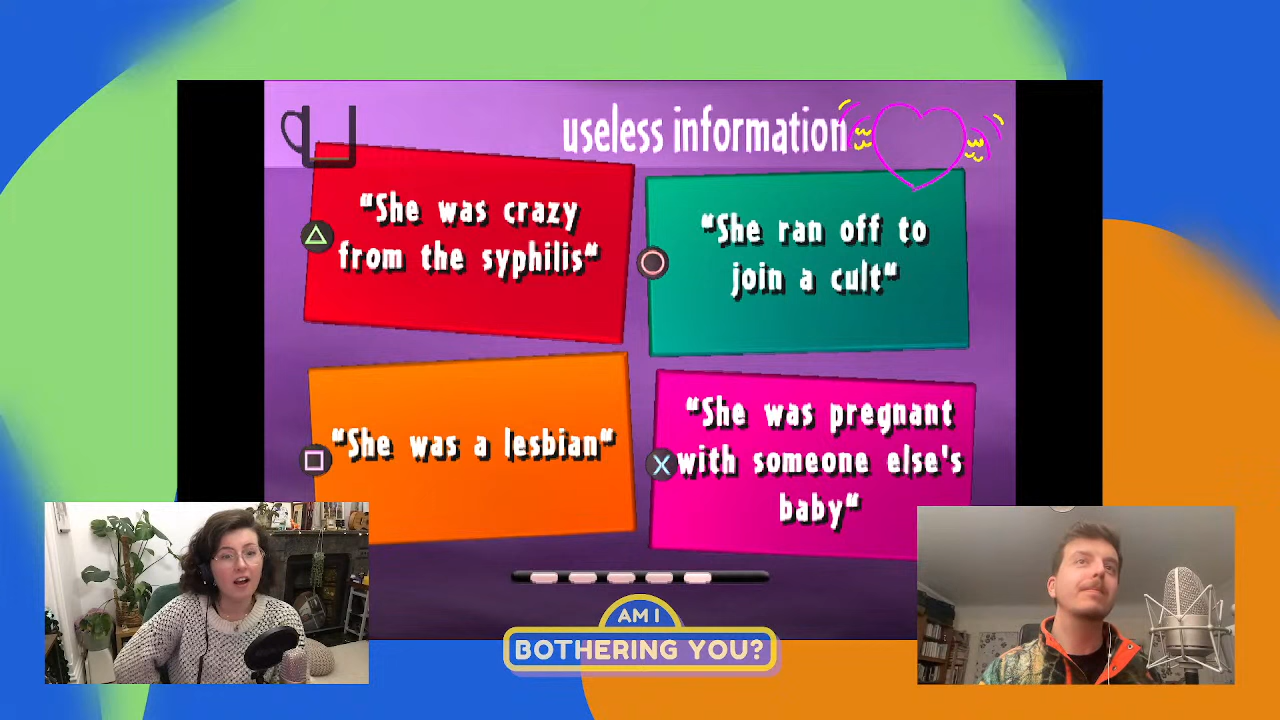 useless information
"She was crazy
from the syphilis"
"She ran off to
join a cult"
"She was a lesbian"
"She was pregnant
with someone else's
baby"
AM I
BOTHERING YOU?